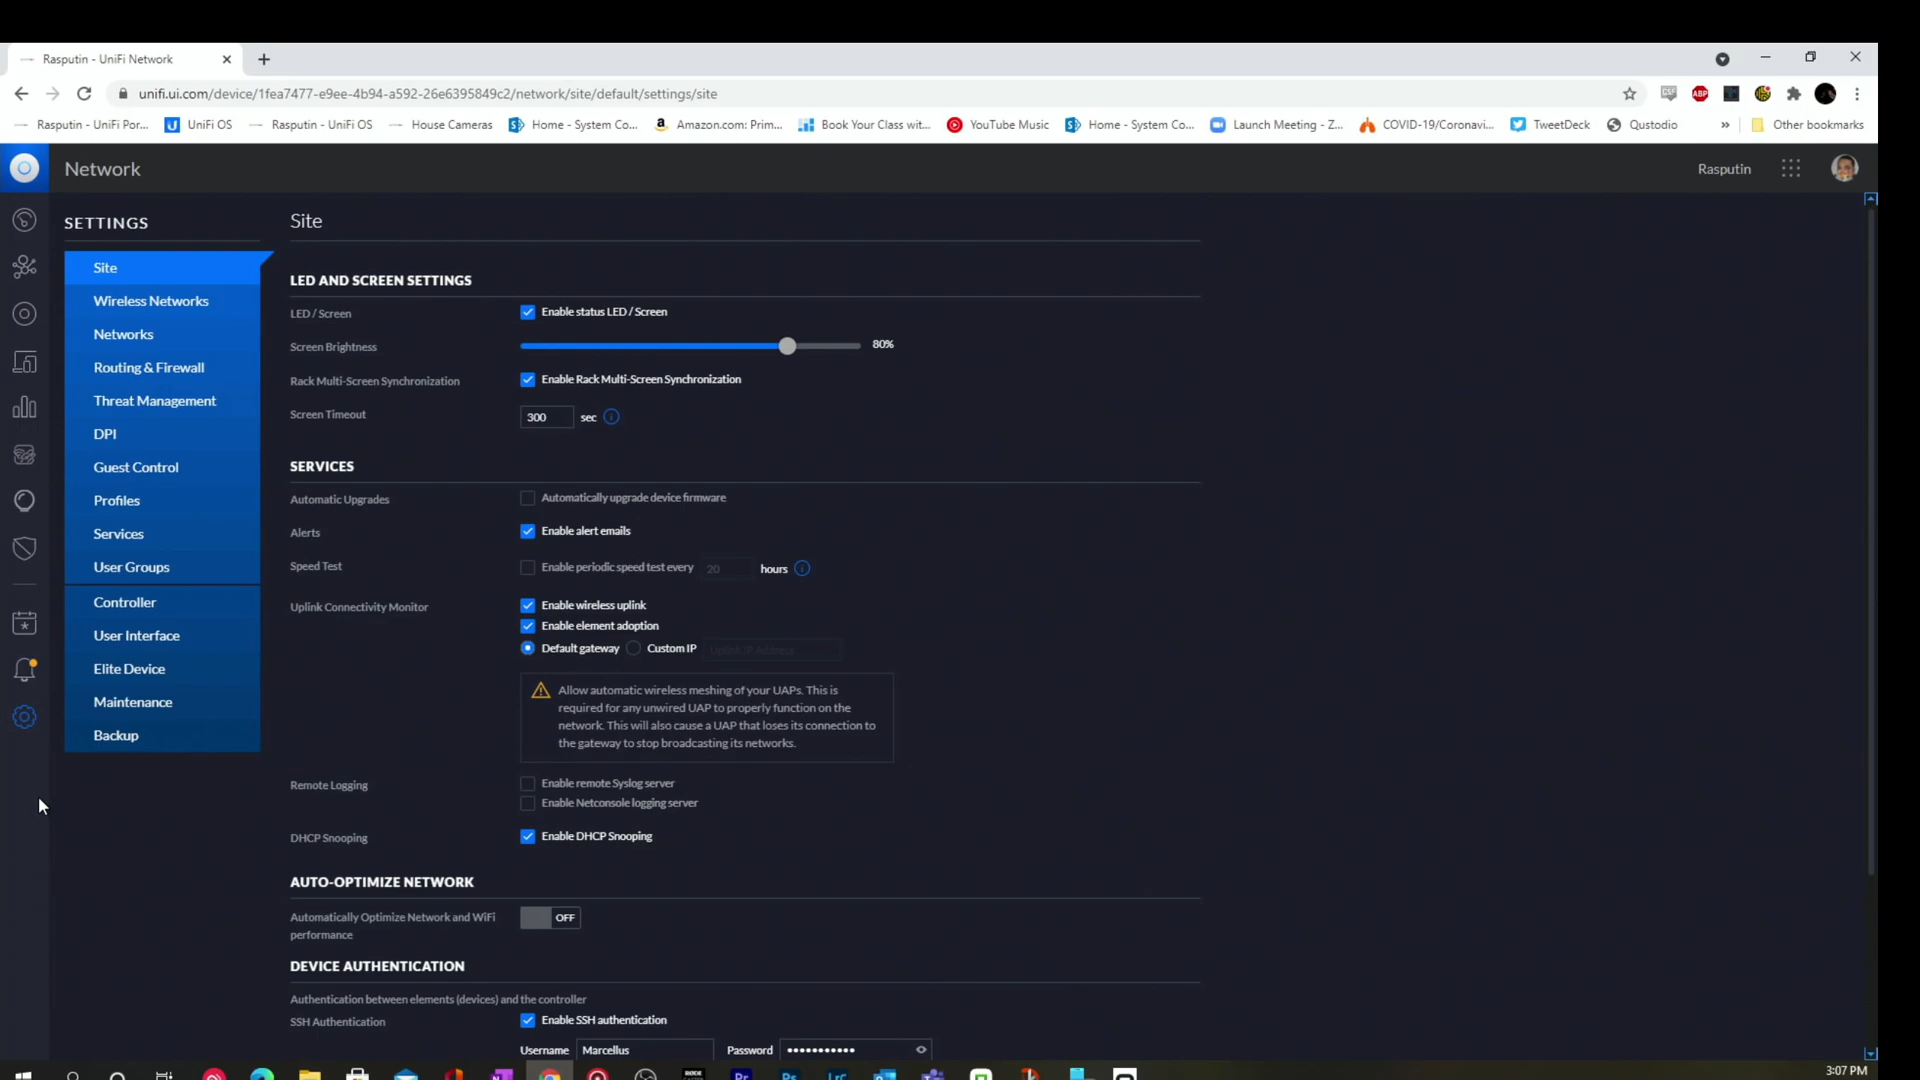 Rasputin - UniFi Network
unifi.ui.com/device/1fea7477-e9ee-4b94-a592-26e6395849c2/network/site/default/settings/site
Rasputin - UniFi Por... UniFi OS Rasputin - UniFi OS House Cameras Home - System Co... Amazon.com: Prim... Book Your Class wit... YouTube Music Home - System Co... Launch Meeting - Z... COVID-19/Coronavi... TweetDeck Qustodio » Other bookmarks
Network Rasputin
SETTINGS
Site
Wireless Networks
Networks
Routing & Firewall
Threat Management
DPI
Guest Control
Profiles
Services
User Groups
Controller
User Interface
Elite Device
Maintenance
Backup
Site
LED AND SCREEN SETTINGS
LED / Screen Enable status LED / Screen
Screen Brightness 80%
Rack Multi-Screen Synchronization Enable Rack Multi-Screen Synchronization
Screen Timeout 300 sec
SERVICES
Automatic Upgrades Automatically upgrade device firmware
Alerts Enable alert emails
Speed Test Enable periodic speed test every 20 hours
Uplink Connectivity Monitor Enable wireless uplink
Enable element adoption
Default gateway Custom IP Uplink IP Address
Allow automatic wireless meshing of your UAPs. This is
required for any unwired UAP to properly function on the
network. This will also cause a UAP that loses its connection to
the gateway to stop broadcasting its networks.
Remote Logging Enable remote Syslog server
Enable Netconsole logging server
DHCP Snooping Enable DHCP Snooping
AUTO-OPTIMIZE NETWORK
Automatically Optimize Network and WiFi OFF
performance
DEVICE AUTHENTICATION
Authentication between elements (devices) and the controller
SSH Authentication Enable SSH authentication
Username Marcellus Password •••••••••••
3:07 PM